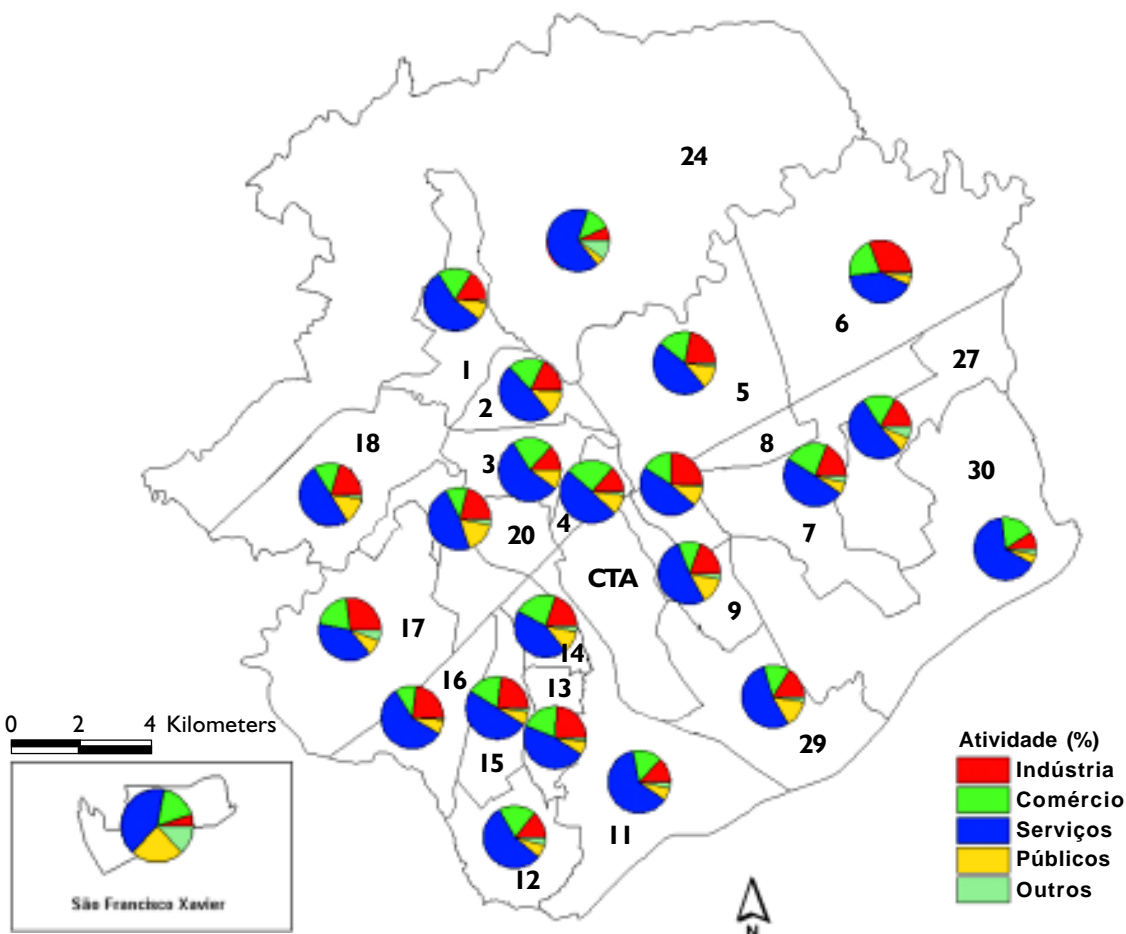 24
6
1
5
27
2
18
8
3
30
20
4
7
CTA
9
17
14
16
13
0 2 4 Kilometers
29
15
11
12
São Francisco Xavier
Atividade (%)
Indústria
Comércio
Serviços
Públicos
Outros
N